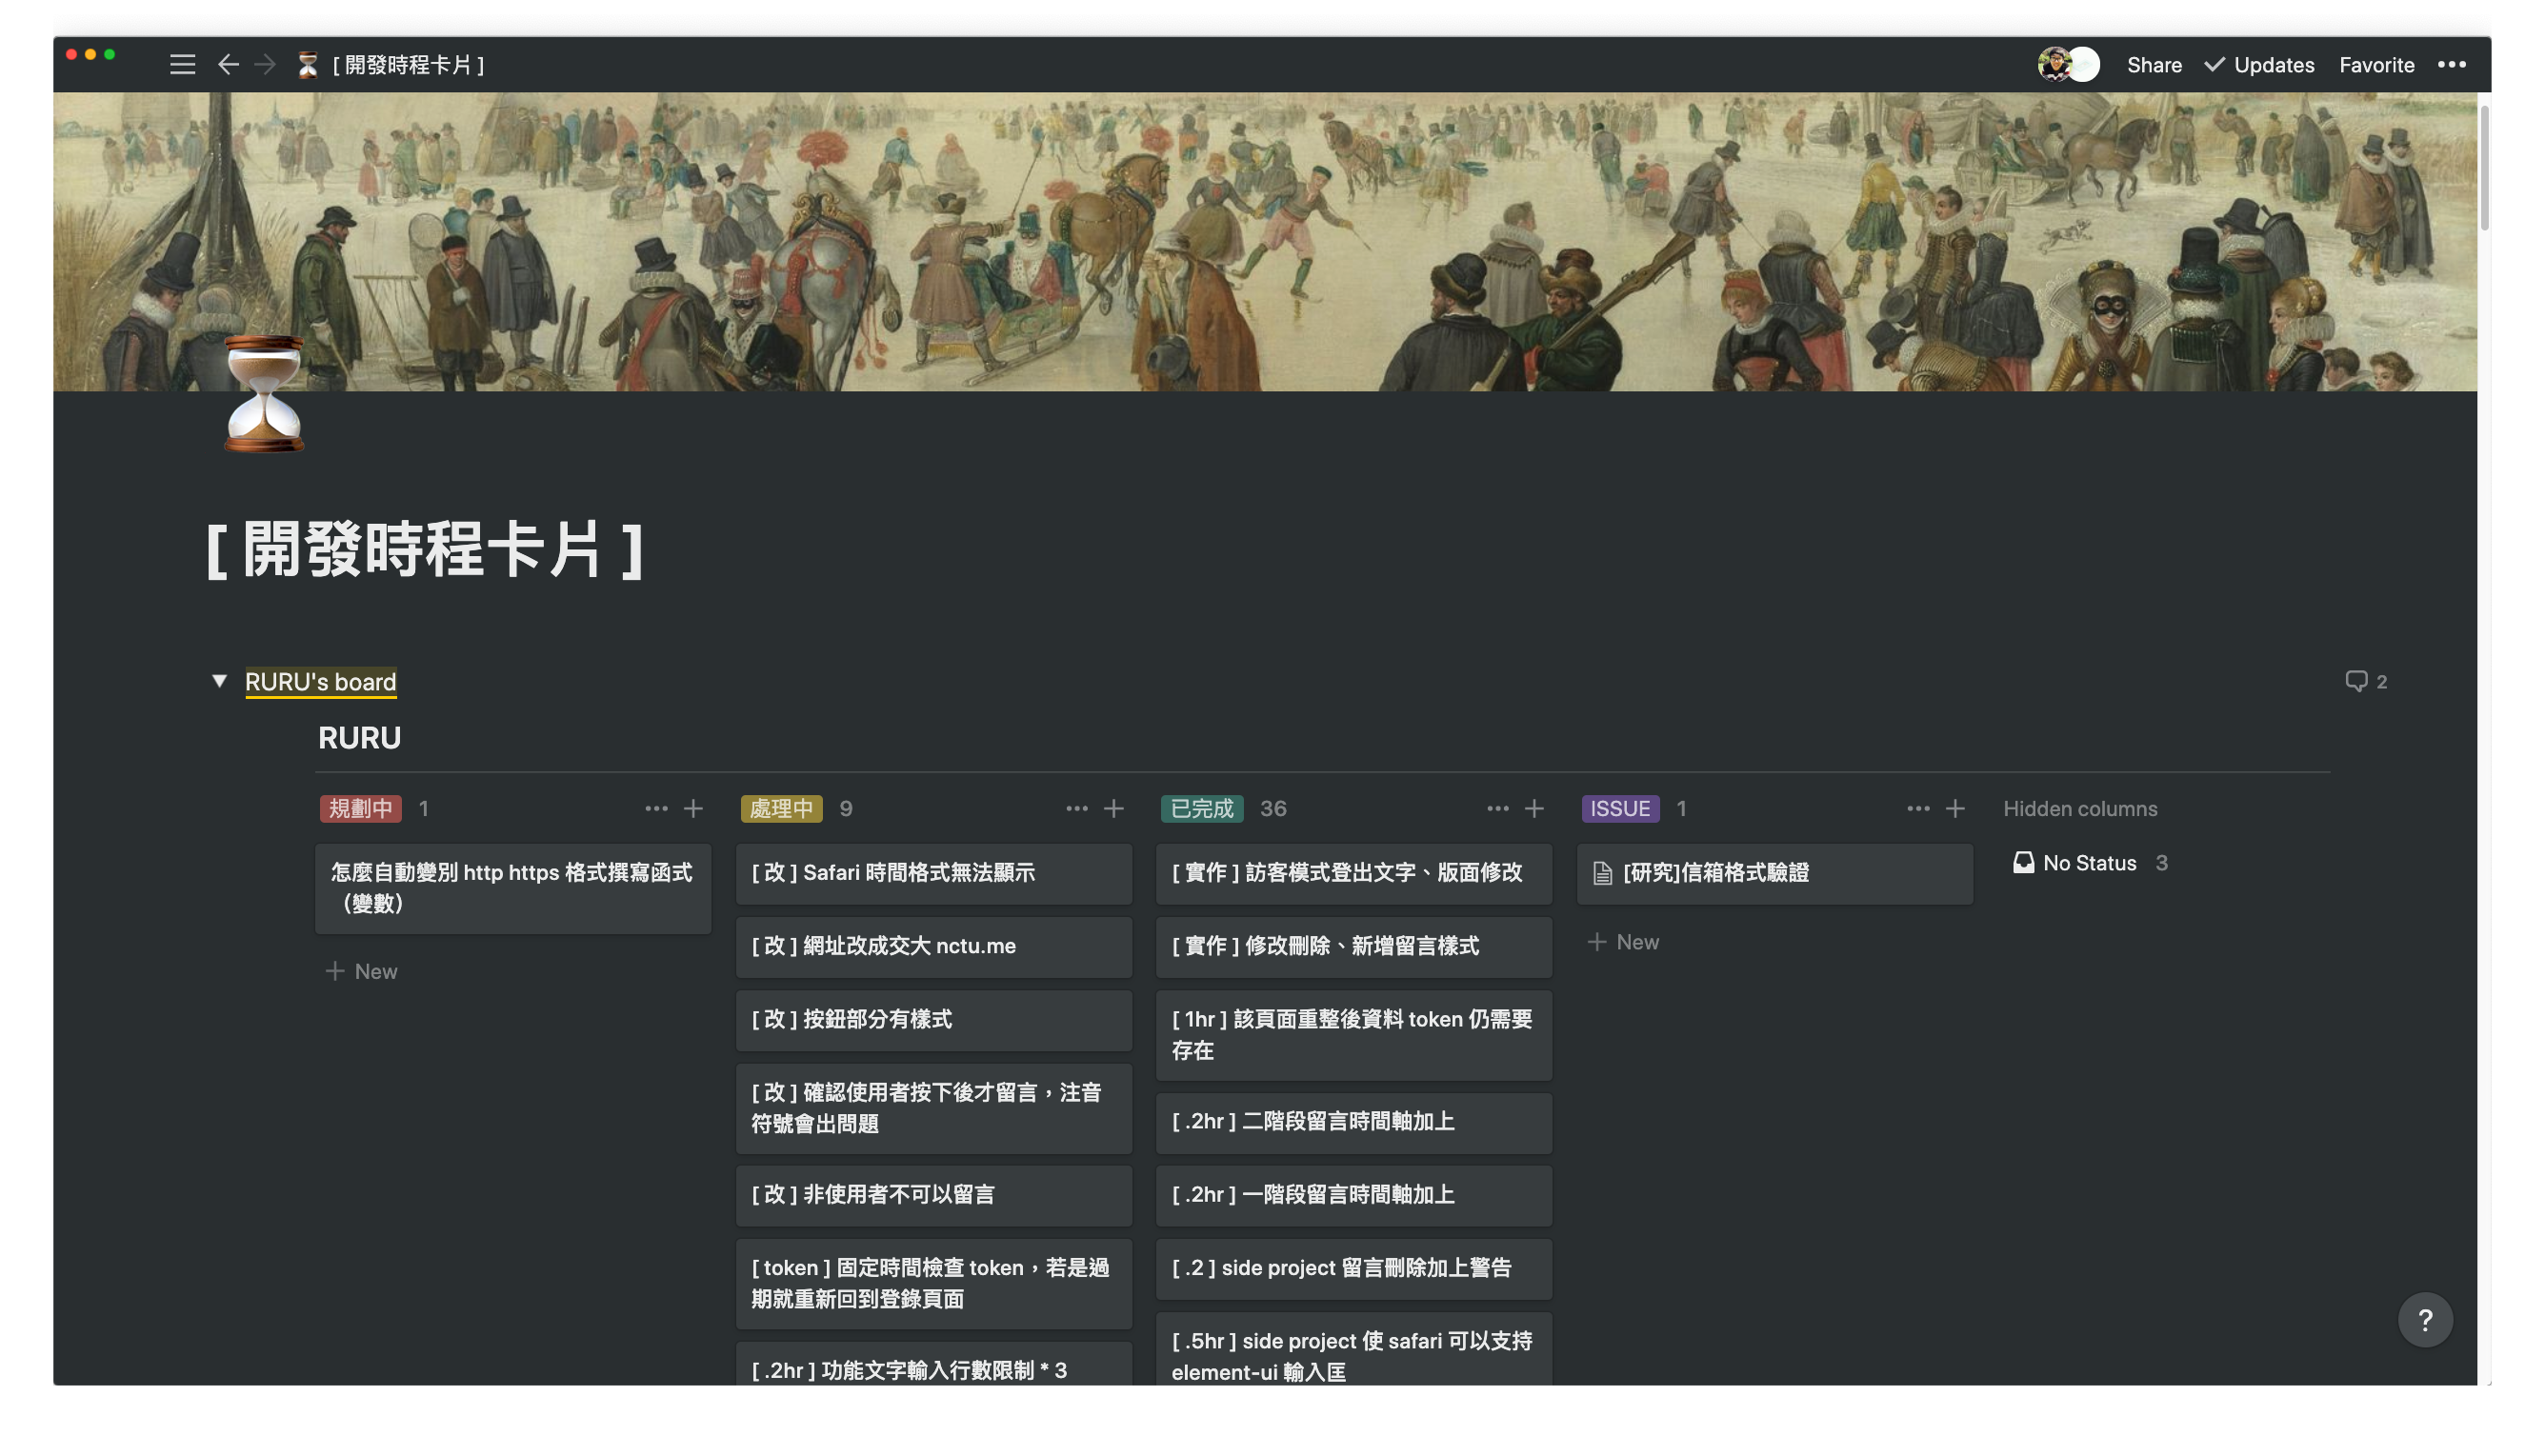 [ 開發時程卡片 ]
Share
Updates
Favorite
[ 開發時程卡片 ]
RURU's board
2
RURU
規劃中 1
怎麼自動變別 http https 格式撰寫函式
（變數）
New
處理中 9
[ 改 ] Safari 時間格式無法顯示
[ 改 ] 網址改成交大 nctu.me
[ 改 ] 按鈕部分有樣式
[ 改 ] 確認使用者按下後才留言，注音
符號會出問題
[ 改 ] 非使用者不可以留言
[ token ] 固定時間檢查 token，若是過
期就重新回到登錄頁面
[ .2hr ] 功能文字輸入行數限制 * 3
已完成 36
[ 實作 ] 訪客模式登出文字、版面修改
[ 實作 ] 修改刪除、新增留言樣式
[ 1hr ] 該頁面重整後資料 token 仍需要
存在
[ .2hr ] 二階段留言時間軸加上
[ .2hr ] 一階段留言時間軸加上
[ .2 ] side project 留言刪除加上警告
[ .5hr ] side project 使 safari 可以支持
element-ui 輸入匡
ISSUE 1
[研究]信箱格式驗證
New
Hidden columns
No Status 3
?